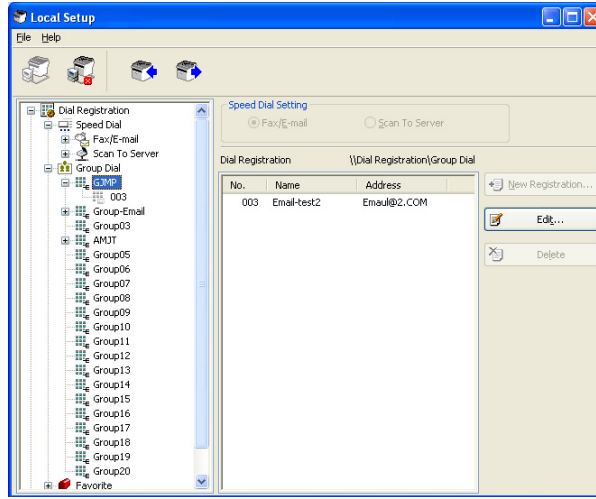 Local Setup
File Help
Dial Registration
Speed Dial
Fax/E-mail
Scan To Server
Group Dial
GJMP
003
Group-Email
Group03
AMJT
Group05
Group06
Group07
Group08
Group09
Group10
Group11
Group12
Group13
Group14
Group15
Group16
Group17
Group18
Group19
Group20
Favorite
Speed Dial Setting
Fax/E-mail Scan To Server
Dial Registration \\Dial Registration\Group Dial
No. Name Address
003 Email-test2 Emaul@2.COM
New Registration...
Edit...
Delete